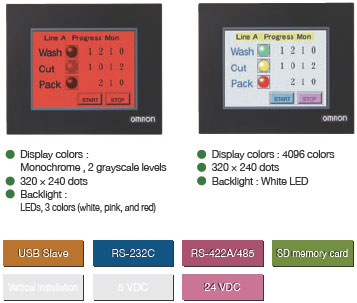 Line A Progress Mon
Wash 1 2 1 0
Cut 1 0 1 5
Pack 2 1 0
START STOP
OMRON
Display colors :
Monochrome , 2 grayscale levels
320 × 240 dots
Backlight :
LEDs, 3 colors (white, pink, and red)
Line A Progress Mon
Wash 1 2 1 0
Cut 1 0 1 5
Pack 2 1 0
START STOP
OMRON
Display colors : 4096 colors
320 × 240 dots
Backlight : White LED
USB Slave RS-232C RS-422A/485 SD memory card
Vertical installation 5 VDC 24 VDC